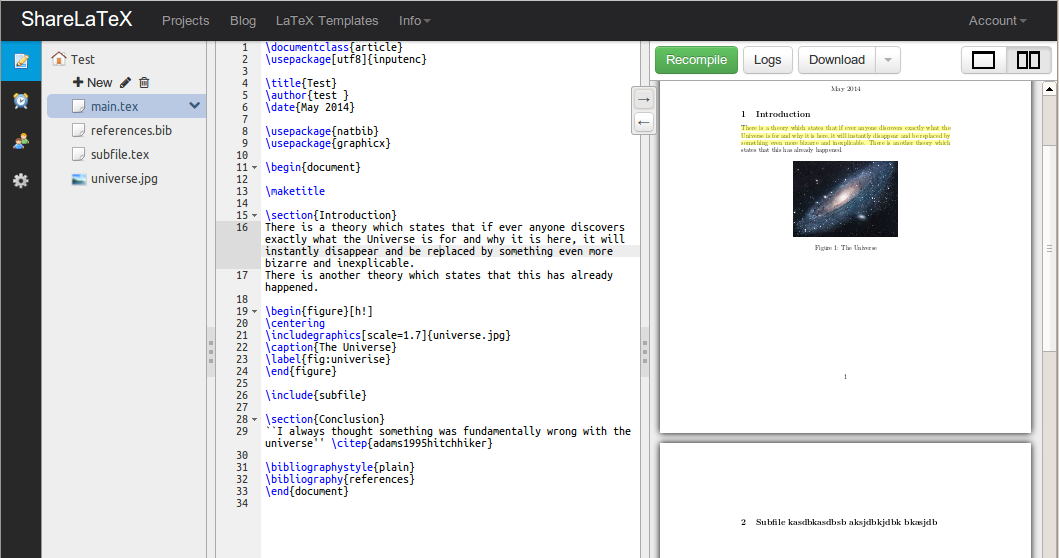 ShareLaTeX Projects Blog LaTeX Templates Info Account
Test
New
main.tex
references.bib
subfile.tex
universe.jpg
1 \documentclass{article}
2 \usepackage[utf8]{inputenc}
3
4 \title{Test}
5 \author{test }
6 \date{May 2014}
7
8 \usepackage{natbib}
9 \usepackage{graphicx}
10
11 \begin{document}
12
13 \maketitle
14
15 \section{Introduction}
16 There is a theory which states that if ever anyone discovers
exactly what the Universe is for and why it is here, it will
instantly disappear and be replaced by something even more
bizarre and inexplicable.
17 There is another theory which states that this has already
happened.
18
19 \begin{figure}[h!]
20 \centering
21 \includegraphics[scale=1.7]{universe.jpg}
22 \caption{The Universe}
23 \label{fig:univerise}
24 \end{figure}
25
26 \include{subfile}
27
28 \section{Conclusion}
29 ``I always thought something was fundamentally wrong with the
universe'' \citep{adams1995hitchhiker}
30
31 \bibliographystyle{plain}
32 \bibliography{references}
33 \end{document}
34
Recompile Logs Download
May 2014
1 Introduction
There is a theory which states that if ever anyone discovers exactly what the
Universe is for and why it is here, it will instantly disappear and be replaced by
something even more bizarre and inexplicable. There is another theory which
states that this has already happened.
Figure 1: The Universe
1
2 Subfile kasdbkasdbsb aksjdbkjdbk bkasjdb